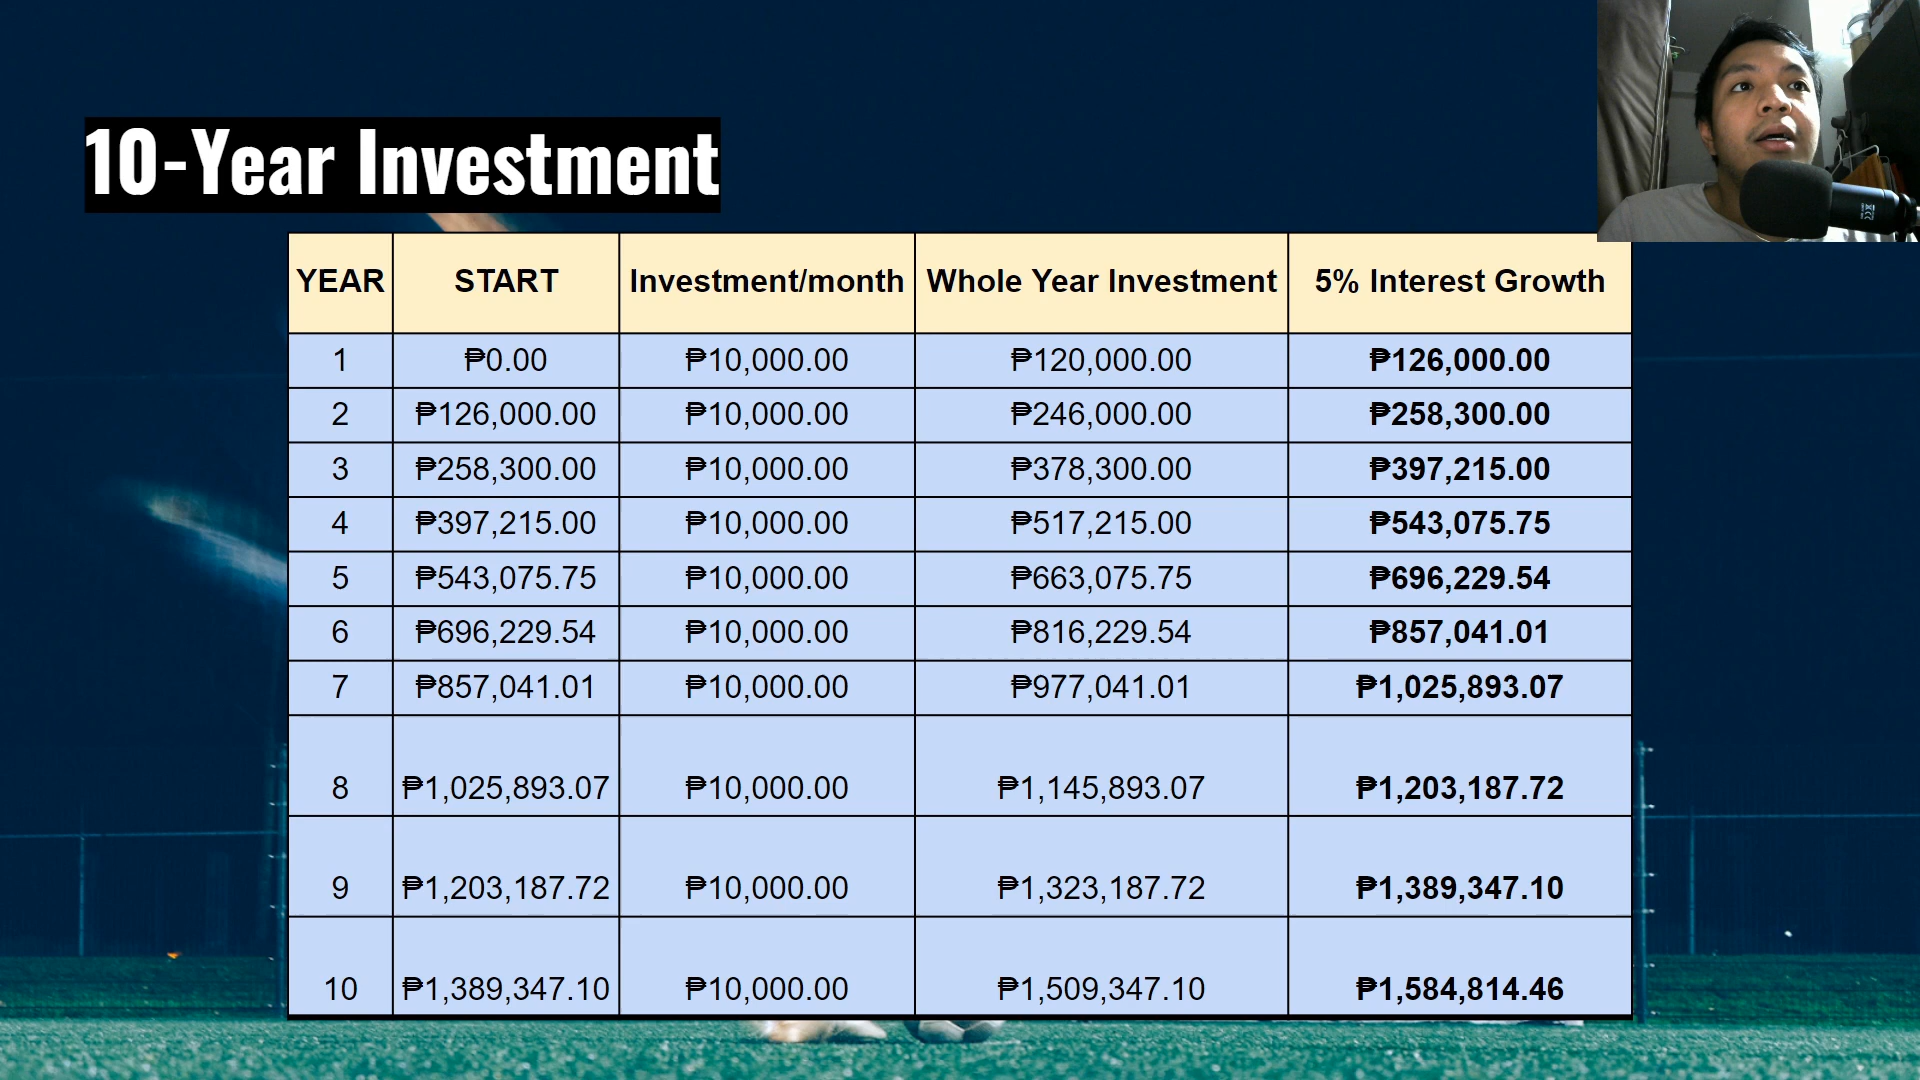 10-Year Investment
YEAR START Investment/month Whole Year Investment 5% Interest Growth
1 ₱0.00 ₱10,000.00 ₱120,000.00 ₱126,000.00
2 ₱126,000.00 ₱10,000.00 ₱246,000.00 ₱258,300.00
3 ₱258,300.00 ₱10,000.00 ₱378,300.00 ₱397,215.00
4 ₱397,215.00 ₱10,000.00 ₱517,215.00 ₱543,075.75
5 ₱543,075.75 ₱10,000.00 ₱663,075.75 ₱696,229.54
6 ₱696,229.54 ₱10,000.00 ₱816,229.54 ₱857,041.01
7 ₱857,041.01 ₱10,000.00 ₱977,041.01 ₱1,025,893.07
8 ₱1,025,893.07 ₱10,000.00 ₱1,145,893.07 ₱1,203,187.72
9 ₱1,203,187.72 ₱10,000.00 ₱1,323,187.72 ₱1,389,347.10
10 ₱1,389,347.10 ₱10,000.00 ₱1,509,347.10 ₱1,584,814.46